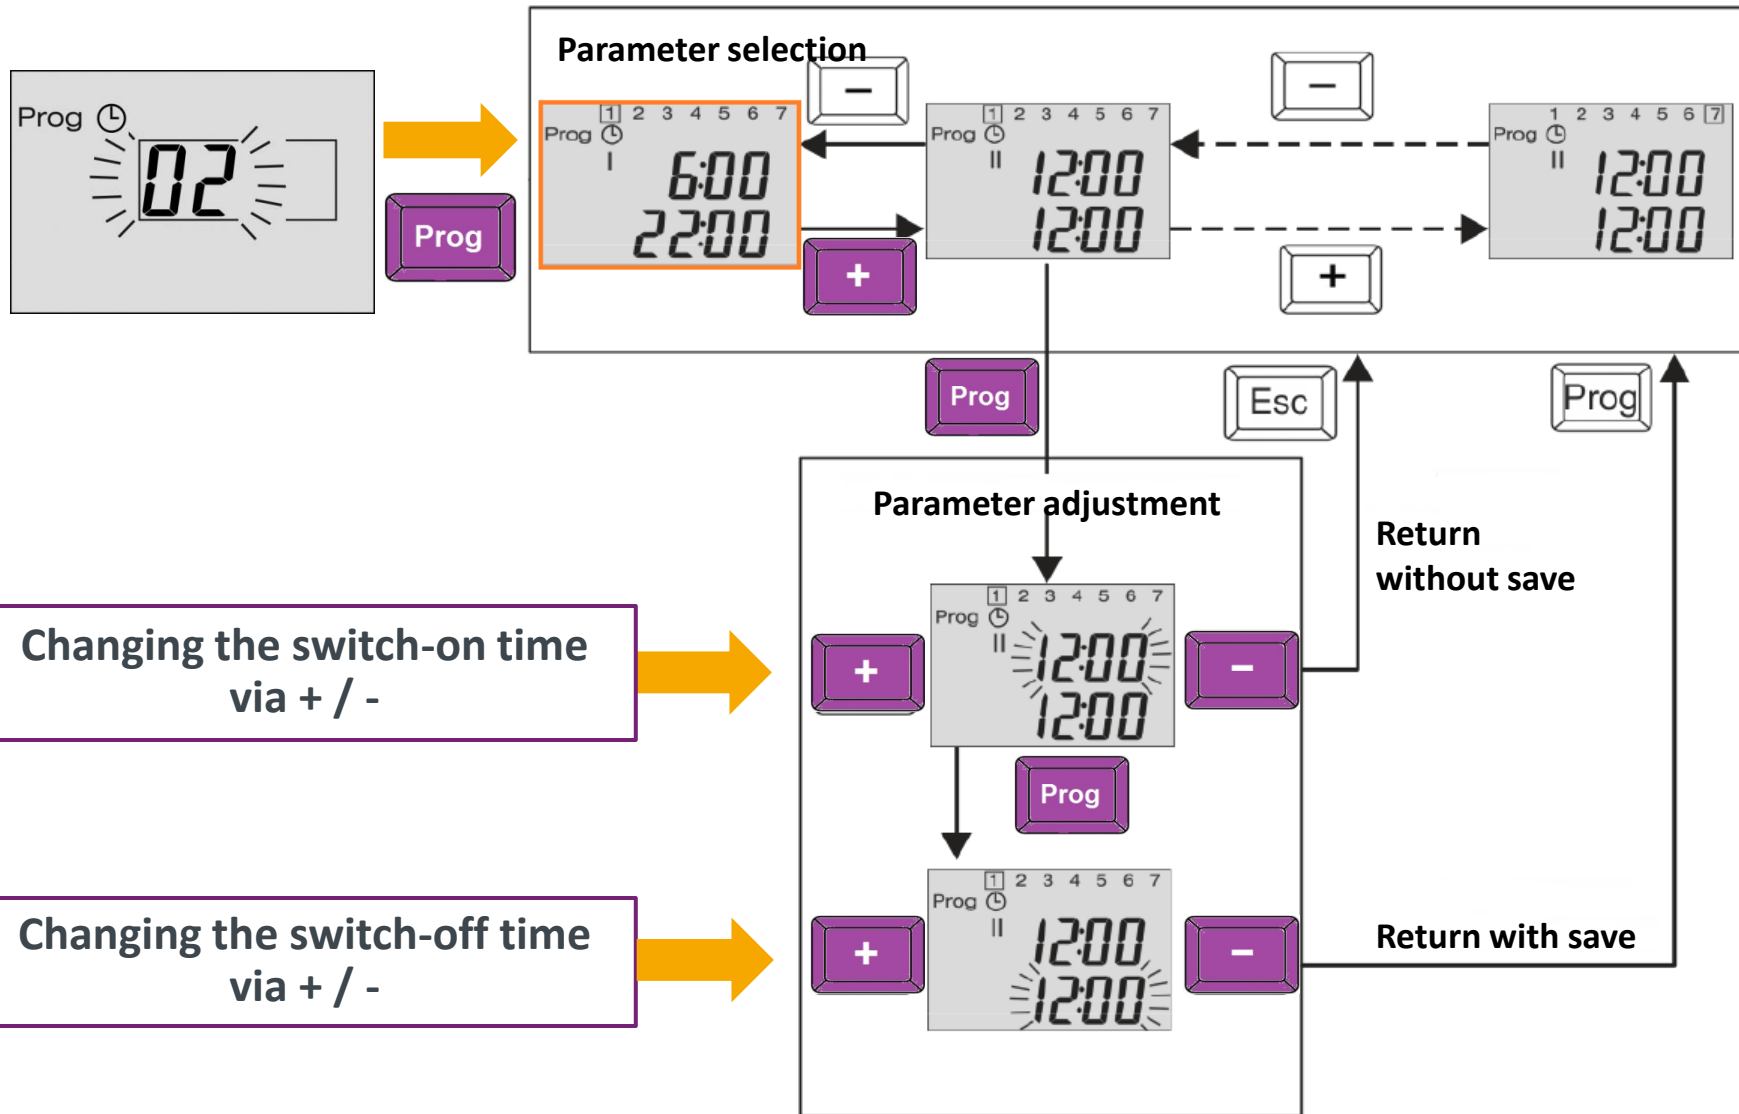 Parameter selection
Prog
02
Prog
1 2 3 4 5 6 7
Prog
I
6:00
22:00
−
+
1 2 3 4 5 6 7
Prog
II
12:00
12:00
−
+
1 2 3 4 5 6 7
Prog
II
12:00
12:00
Prog
Esc
Prog
Parameter adjustment
Return
without save
Changing the switch-on time
via + / -
+
1 2 3 4 5 6 7
Prog
II
12:00
12:00
−
Prog
Changing the switch-off time
via + / -
+
1 2 3 4 5 6 7
Prog
II
12:00
12:00
−
Return with save